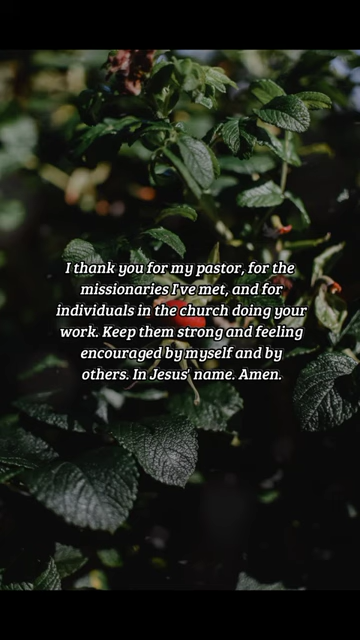 I thank you for my pastor, for the
missionaries I've met, and for
individuals in the church doing your
work. Keep them strong and feeling
encouraged by myself and by
others. In Jesus' name. Amen.